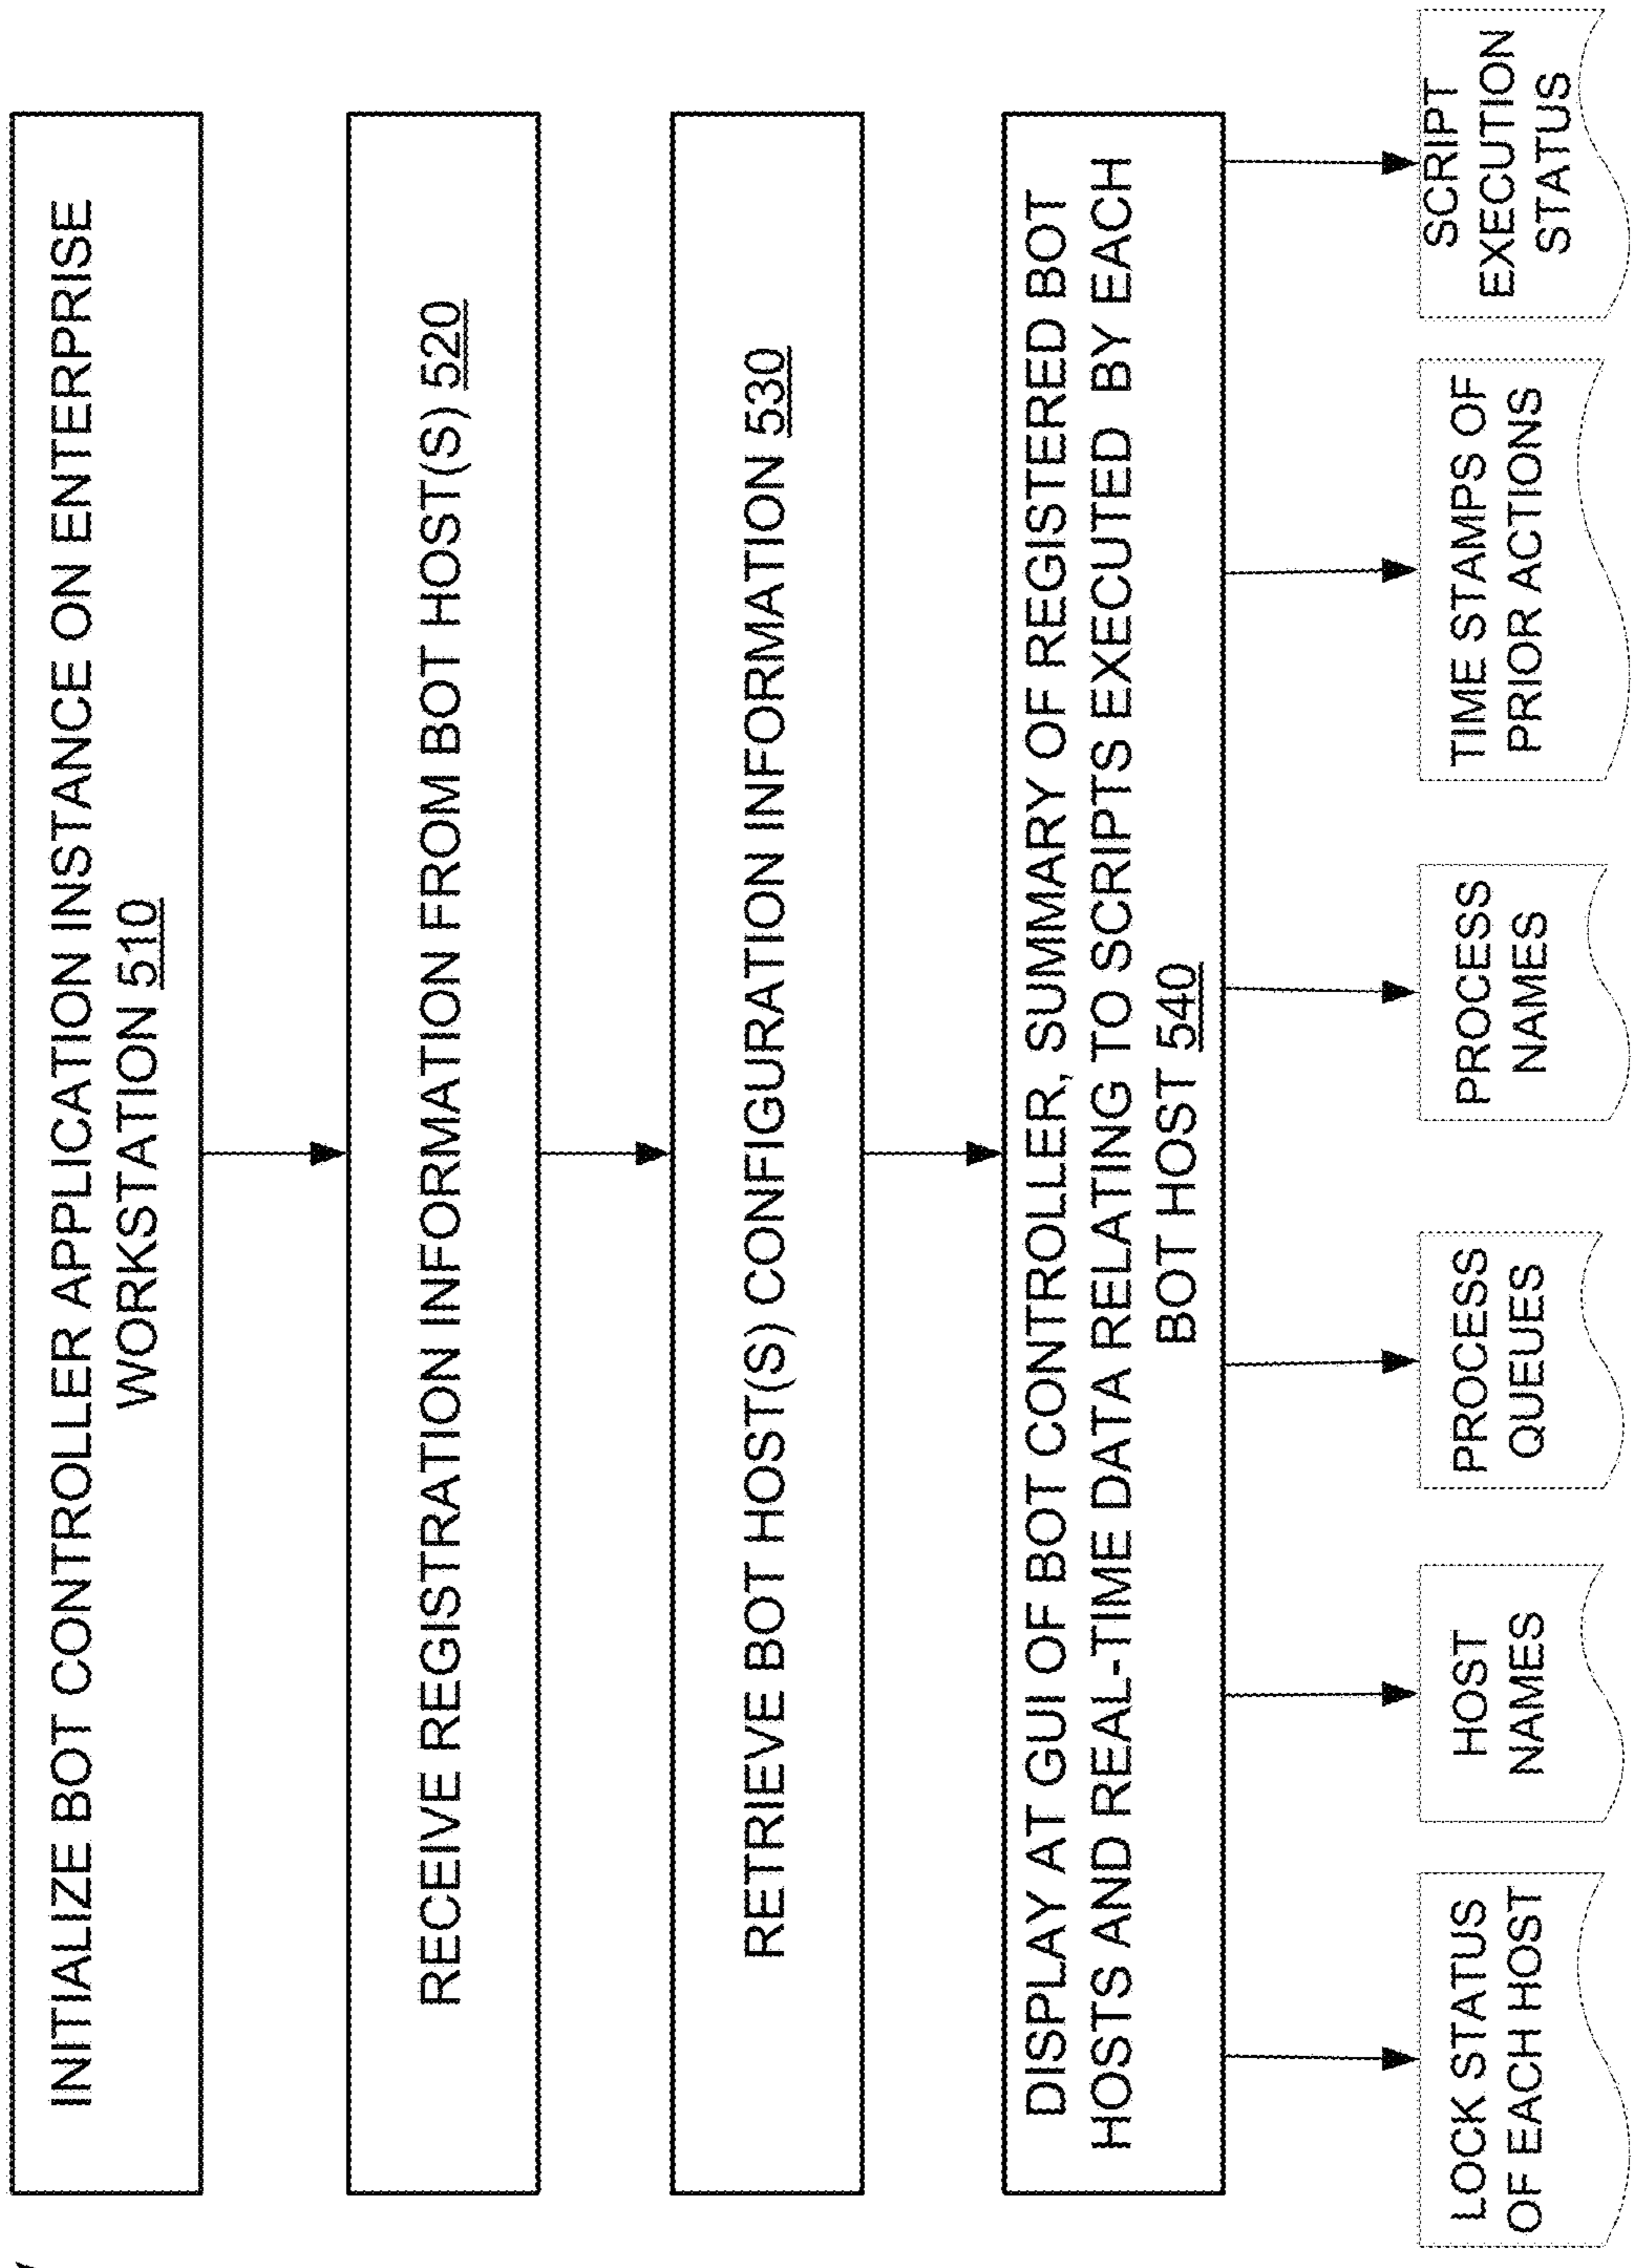 INITIALIZE BOT CONTROLLER APPLICATION INSTANCE ON ENTERPRISE
WORKSTATION 510
RECEIVE REGISTRATION INFORMATION FROM BOT HOST(S) 520
RETRIEVE BOT HOST(S) CONFIGURATION INFORMATION 530
DISPLAY AT GUI OF BOT CONTROLLER, SUMMARY OF REGISTERED BOT
HOSTS AND REAL-TIME DATA RELATING TO SCRIPTS EXECUTED BY EACH
BOT HOST 540
LOCK STATUS
OF EACH HOST
HOST
NAMES
PROCESS
QUEUES
PROCESS
NAMES
TIME STAMPS OF
PRIOR ACTIONS
SCRIPT
EXECUTION
STATUS